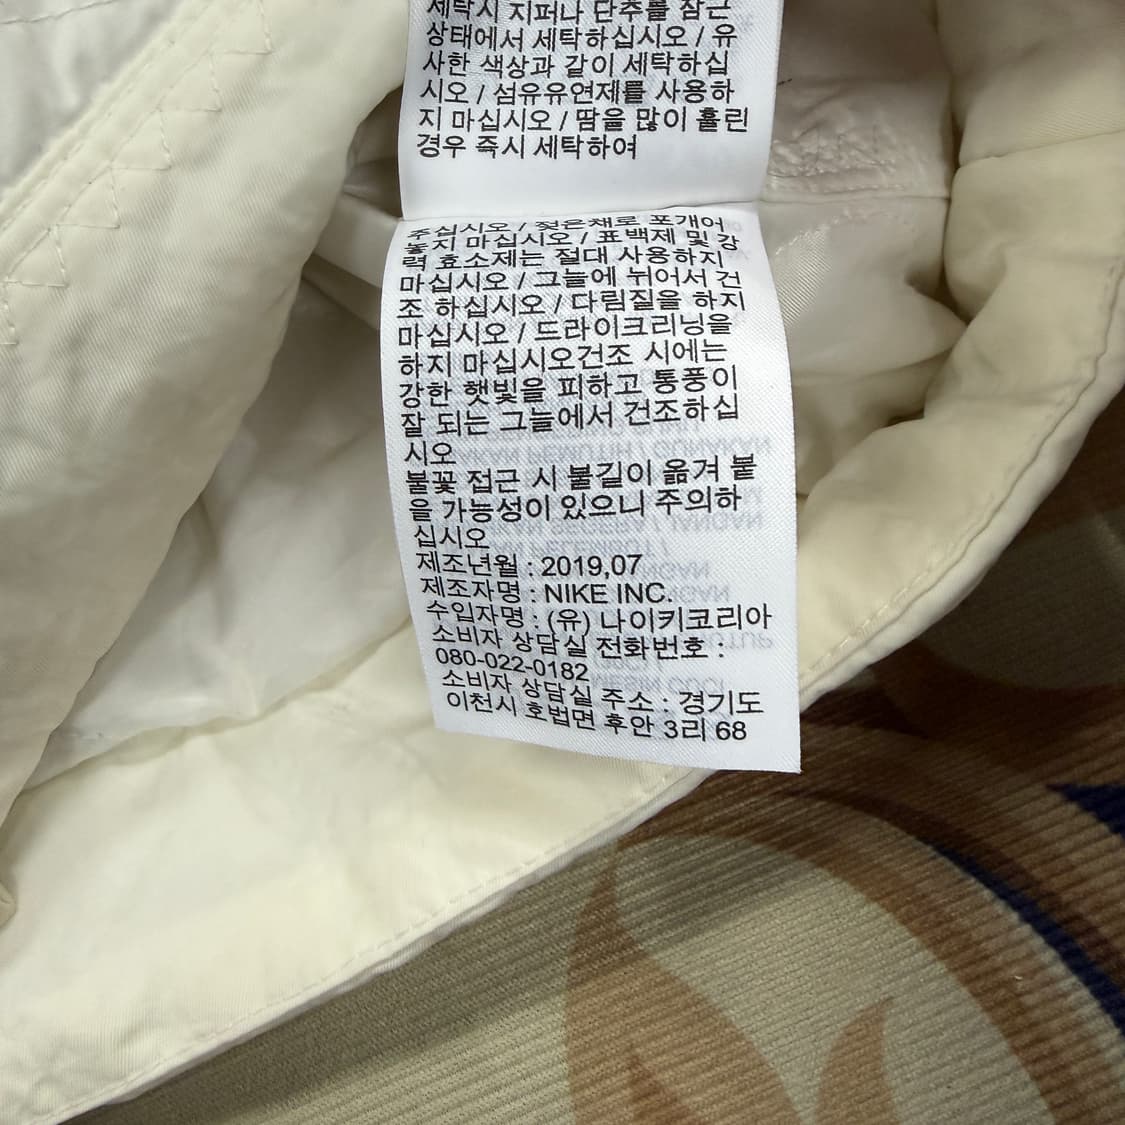 세탁시 지퍼나 단추를 잠근
상태에서 세탁하십시오 / 유
사한 색상과 같이 세탁하십
시오 / 섬유유연제를 사용하
지 마십시오 / 땀을 많이 흘린
경우 즉시 세탁하여
주십시오 / 젖은채로 포개어
놓지 마십시오 / 표백제 및 강
력 효소제는 절대 사용하지
마십시오 / 그늘에 뉘어서 건
조 하십시오 / 다림질을 하지
마십시오 / 드라이크리닝을
하지 마십시오건조 시에는
강한 햇빛을 피하고 통풍이
잘 되는 그늘에서 건조하십
시오
불꽃 접근 시 불길이 옮겨 붙
을 가능성이 있으니 주의하
십시오
제조년월 : 2019,07
제조자명 : NIKE INC.
수입자명 : (유) 나이키코리아
소비자 상담실 전화번호 :
080-022-0182
소비자 상담실 주소 : 경기도
이천시 호법면 후안 3리 68